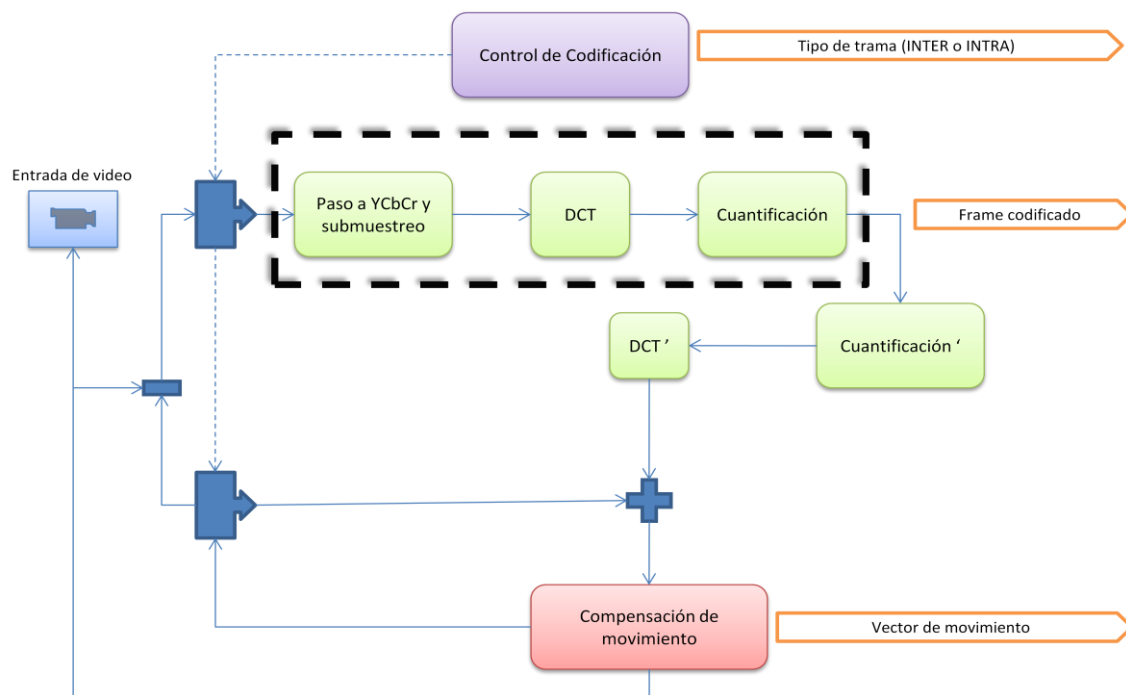 Control de Codificación
Tipo de trama (INTER o INTRA)
Entrada de video
Paso a YCbCr y
submuestreo
DCT
Cuantificación
Frame codificado
DCT ’
Cuantificación ‘
Compensación de
movimiento
Vector de movimiento